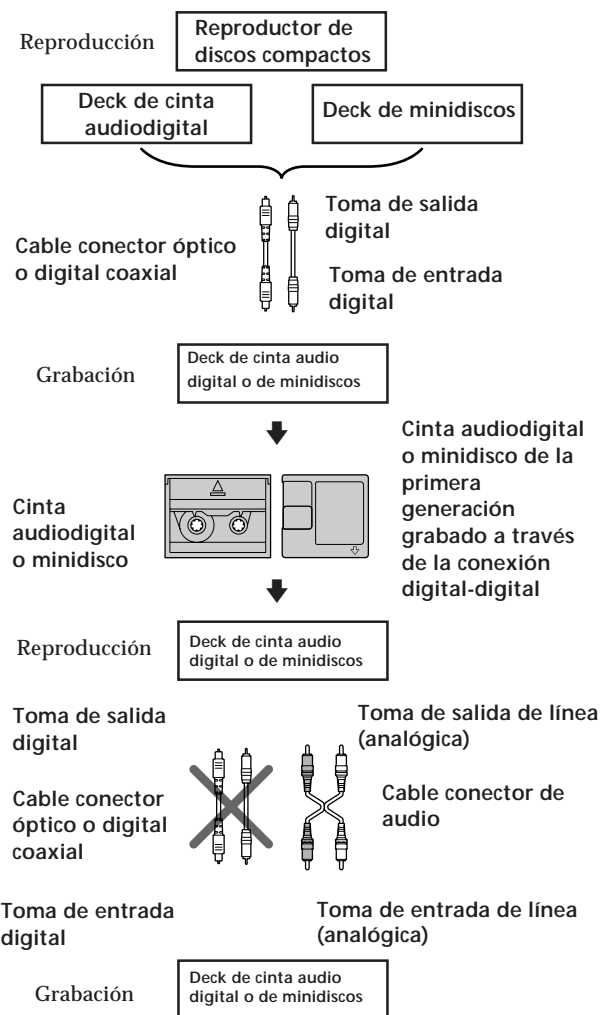 Reproducción
Reproductor de
discos compactos
Deck de cinta
audiodigital
Deck de minidiscos
Cable conector óptico
o digital coaxial
Toma de salida
digital
Toma de entrada
digital
Grabación
Deck de cinta audio
digital o de minidiscos
Cinta
audiodigital
o minidisco
Cinta audiodigital
o minidisco de la
primera
generación
grabado a través
de la conexión
digital-digital
Reproducción
Deck de cinta audio
digital o de minidiscos
Toma de salida
digital
Toma de salida de línea
(analógica)
Cable conector
óptico o digital
coaxial
Cable conector de
audio
Toma de entrada
digital
Toma de entrada de línea
(analógica)
Grabación
Deck de cinta audio
digital o de minidiscos